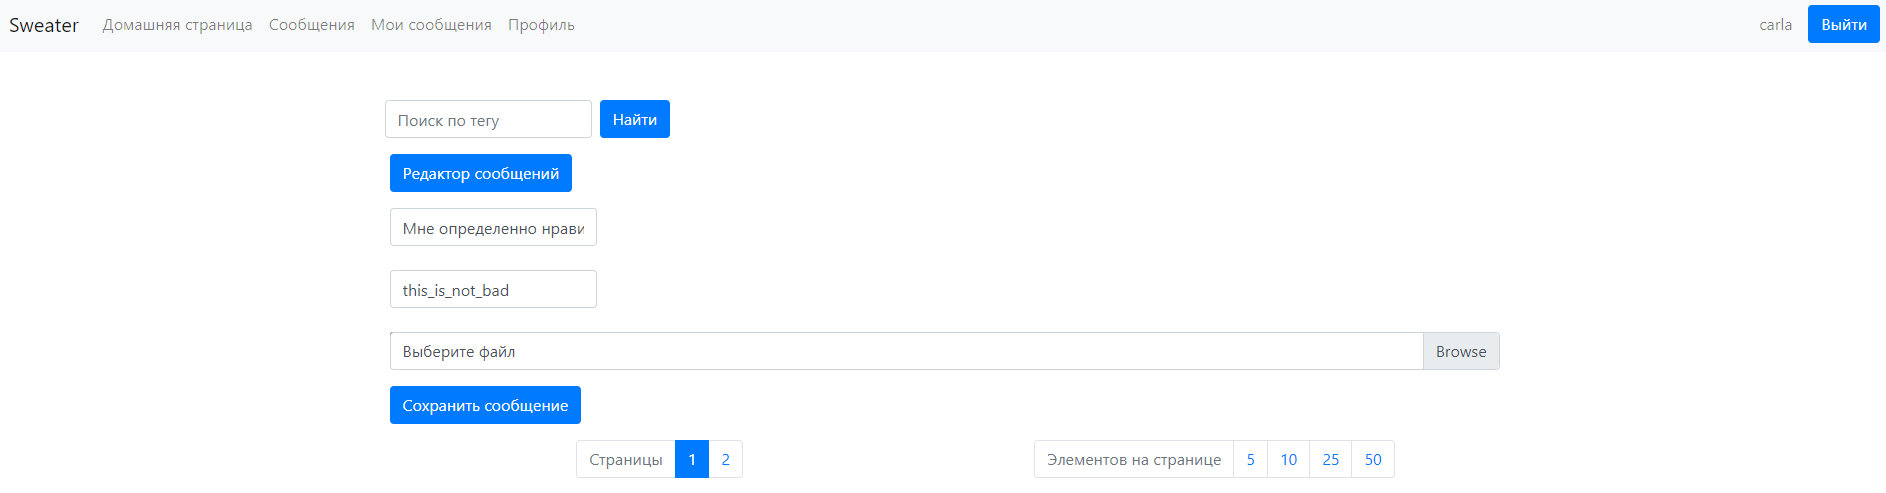 Sweater Домашняя страница Сообщения Мои сообщения Профиль carla Выйти
Поиск по тегу Найти
Редактор сообщений
Мне определенно нрави
this_is_not_bad
Выберите файл Browse
Сохранить сообщение
Страницы 1 2 Элементов на странице 5 10 25 50